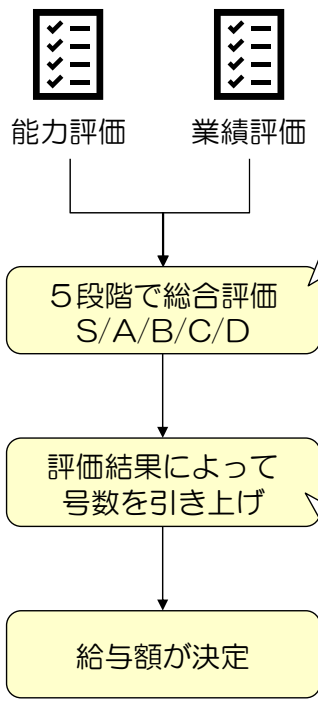 能力評価
業績評価
５段階で総合評価
S/A/B/C/D
評価結果によって
号数を引き上げ
給与額が決定